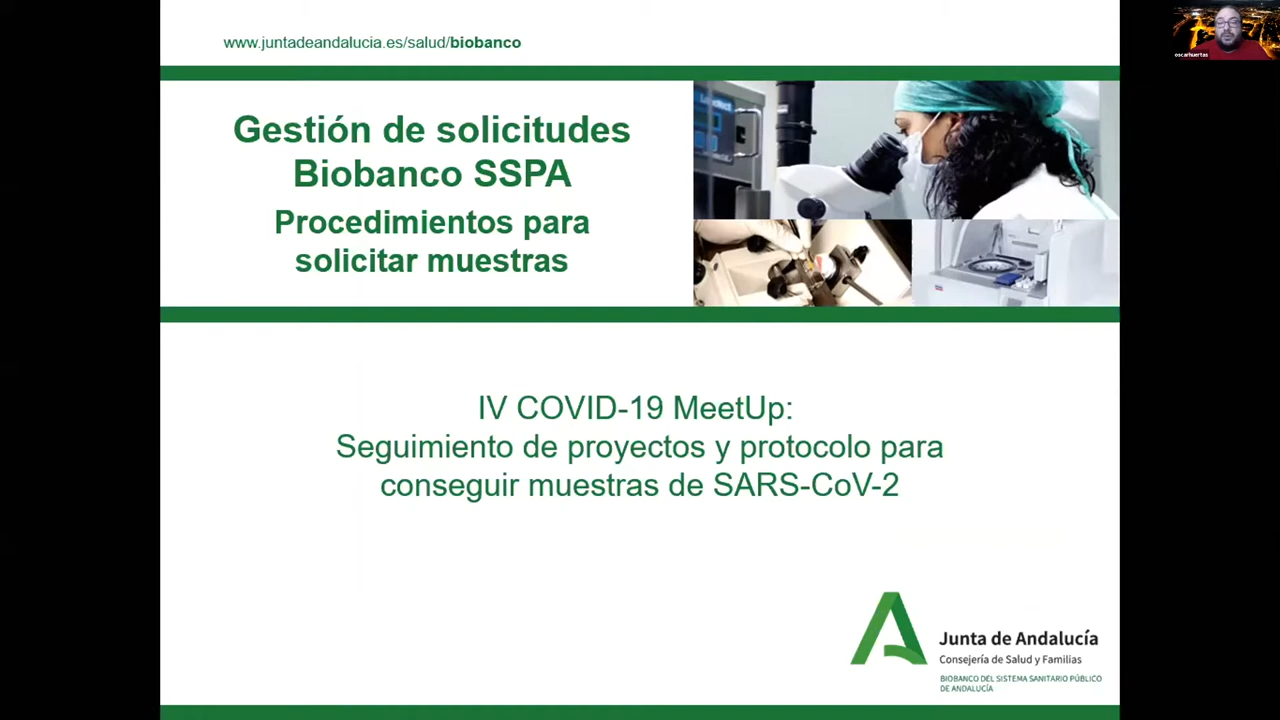 www.juntadeandalucia.es/salud/biobanco
oscarhuertas
Gestión de solicitudes
Biobanco SSPA
Procedimientos para
solicitar muestras
IV COVID-19 MeetUp:
Seguimiento de proyectos y protocolo para
conseguir muestras de SARS-CoV-2
Junta de Andalucía
Consejería de Salud y Familias
BIOBANCO DEL SISTEMA SANITARIO PÚBLICO
DE ANDALUCÍA